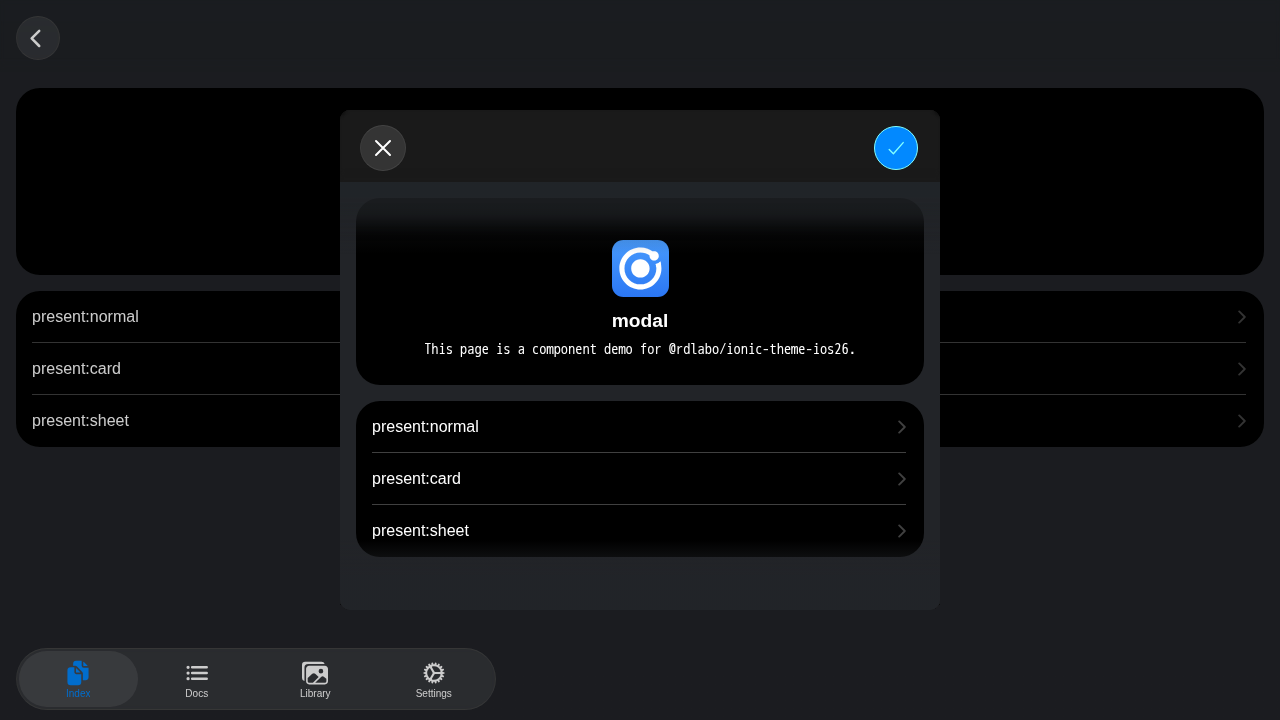 present:normal
present:card
present:sheet
modal
This page is a component demo for @rdlabo/ionic-theme-ios26.
present:normal
present:card
present:sheet
Index
Docs
Library
Settings